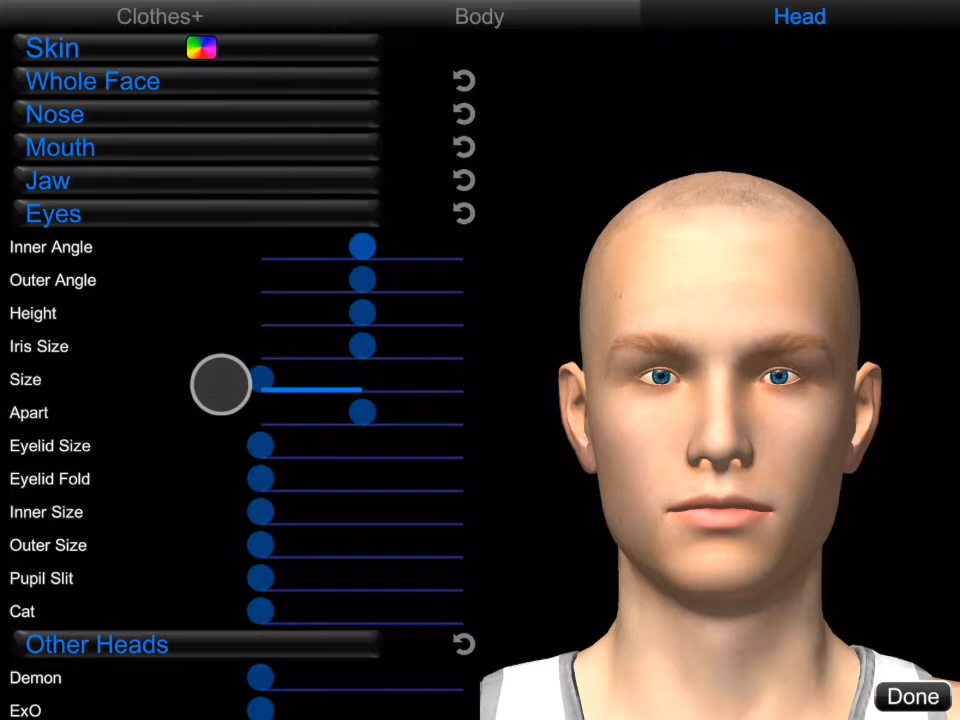 Clothes+ Body Head
Skin
Whole Face
Nose
Mouth
Jaw
Eyes
Inner Angle
Outer Angle
Height
Iris Size
Size
Apart
Eyelid Size
Eyelid Fold
Inner Size
Outer Size
Pupil Slit
Cat
Other Heads
Demon
ExO
Done